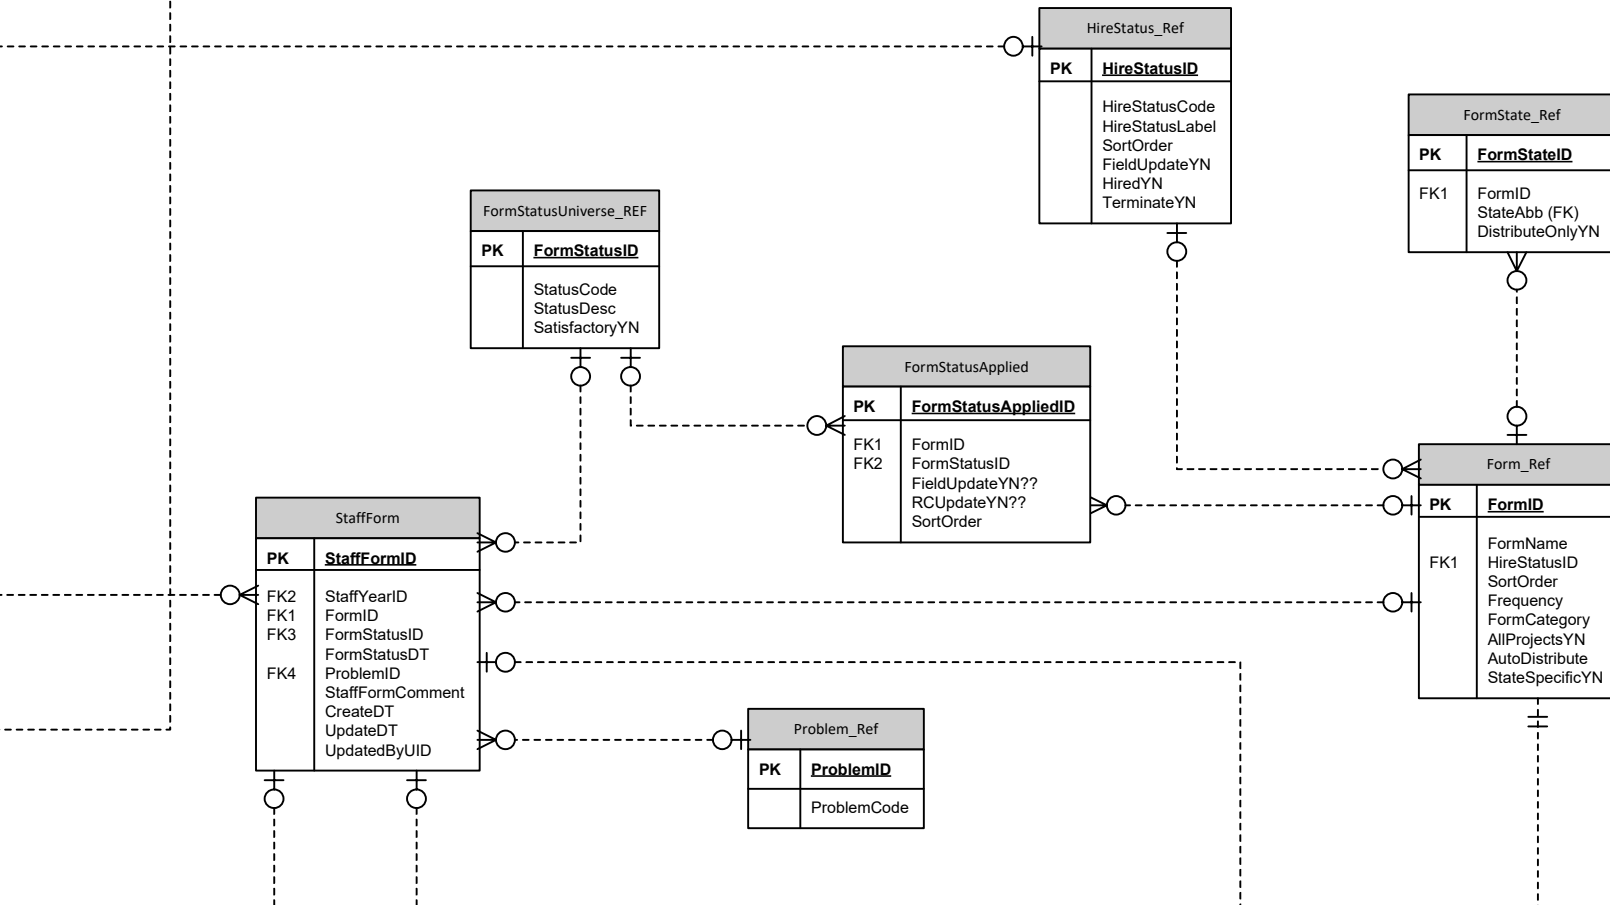 HireStatus_Ref
PK HireStatusID
HireStatusCode
HireStatusLabel
SortOrder
FieldUpdateYN
HiredYN
TerminateYN
FormState_Ref
PK FormStateID
FK1 FormID
StateAbb (FK)
DistributeOnlyYN
FormStatusUniverse_REF
PK FormStatusID
StatusCode
StatusDesc
SatisfactoryYN
FormStatusApplied
PK FormStatusAppliedID
FK1 FormID
FK2 FormStatusID
FieldUpdateYN??
RCUpdateYN??
SortOrder
Form_Ref
PK FormID
FormName
FK1 HireStatusID
SortOrder
Frequency
FormCategory
AllProjectsYN
AutoDistribute
StateSpecificYN
StaffForm
PK StaffFormID
FK2 StaffYearID
FK1 FormID
FK3 FormStatusID
FormStatusDT
FK4 ProblemID
StaffFormComment
CreateDT
UpdateDT
UpdatedByUID
Problem_Ref
PK ProblemID
ProblemCode